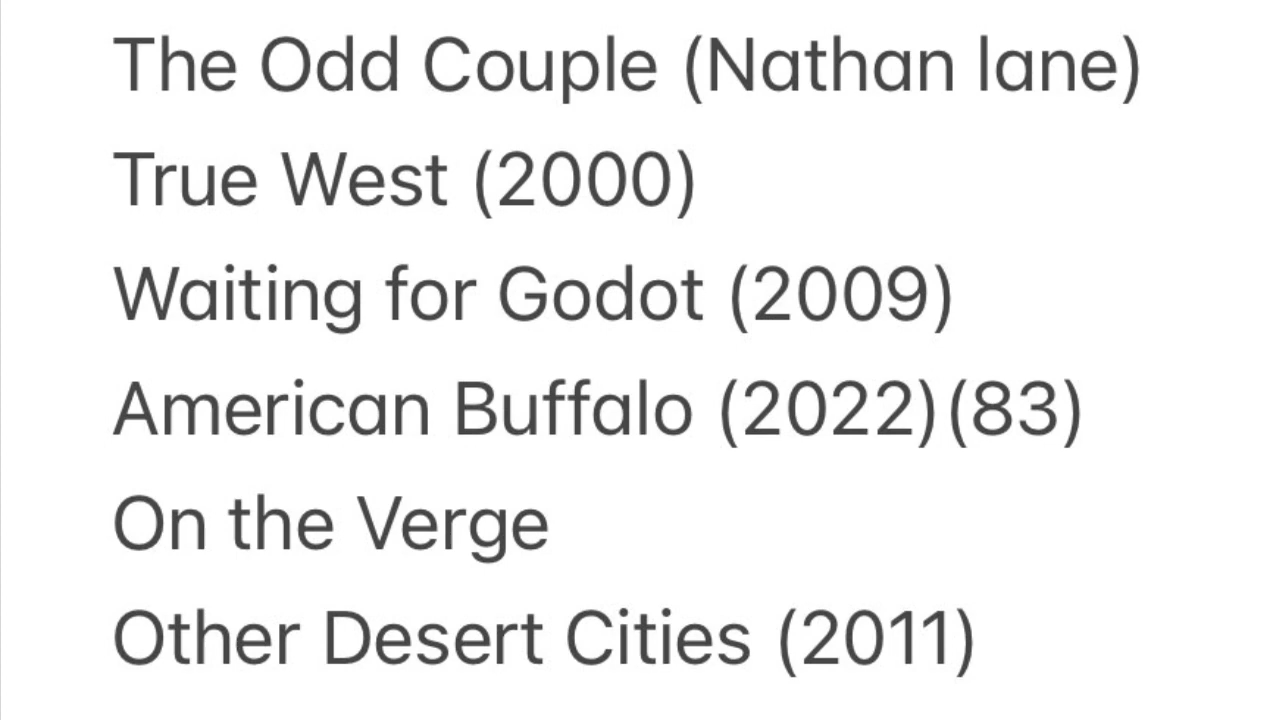 The Odd Couple (Nathan lane)
True West (2000)
Waiting for Godot (2009)
American Buffalo (2022)(83)
On the Verge
Other Desert Cities (2011)